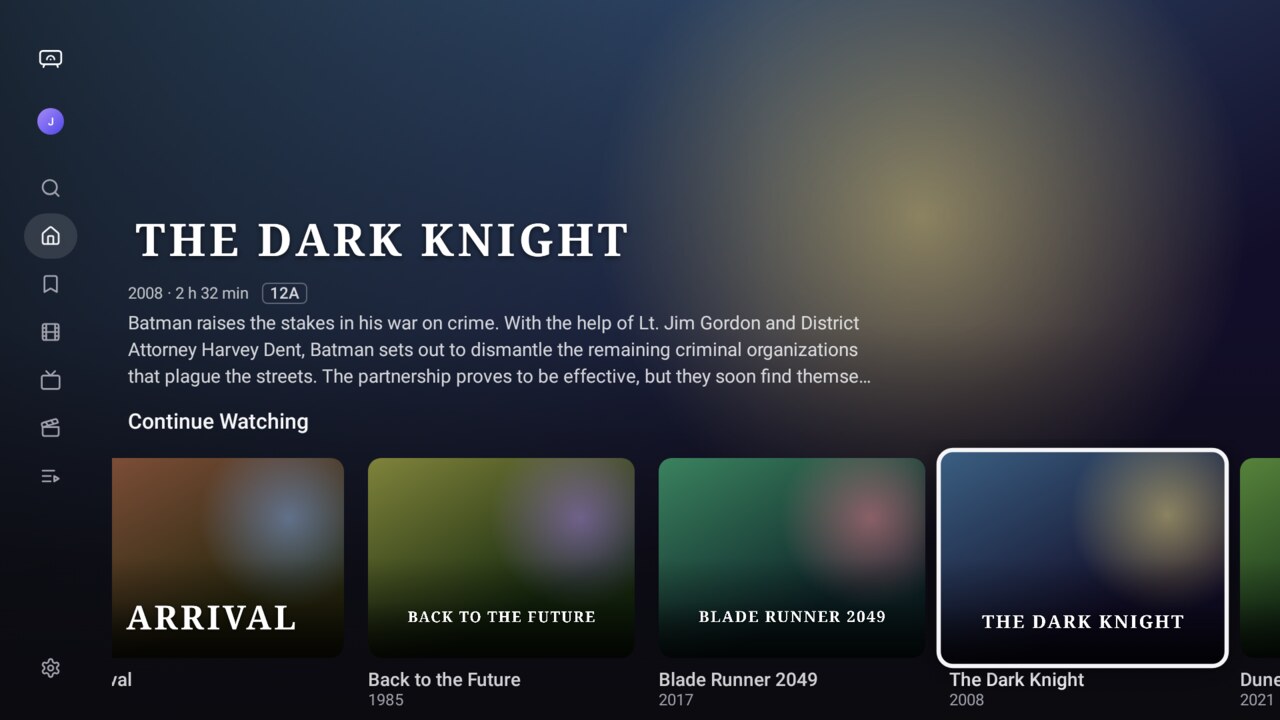 J
THE DARK KNIGHT
2008 · 2 h 32 min 12A
Batman raises the stakes in his war on crime. With the help of Lt. Jim Gordon and District
Attorney Harvey Dent, Batman sets out to dismantle the remaining criminal organizations
that plague the streets. The partnership proves to be effective, but they soon find themse…
Continue Watching
ARRIVAL
BACK TO THE FUTURE
BLADE RUNNER 2049
THE DARK KNIGHT
val
Back to the Future
Blade Runner 2049
The Dark Knight
Dune
1985
2017
2008
2021